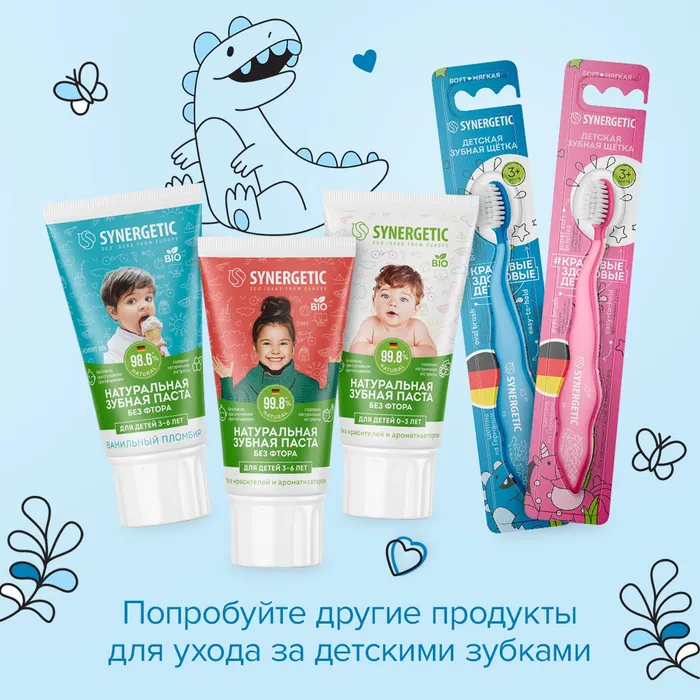 SYNERGETIC
ECO IDEAS FROM EUROPE
BIO
98.6%
NATURAL
НАТУРАЛЬНАЯ
ЗУБНАЯ ПАСТА
БЕЗ ФТОРА
ДЛЯ ДЕТЕЙ 3-6 ЛЕТ
ВАНИЛЬНЫЙ ПЛОМБИР
SYNERGETIC
ECO IDEAS FROM EUROPE
BIO
99.8%
NATURAL
НАТУРАЛЬНАЯ
ЗУБНАЯ ПАСТА
БЕЗ ФТОРА
ДЛЯ ДЕТЕЙ 3-6 ЛЕТ
без красителей и ароматизаторов
SYNERGETIC
ECO IDEAS FROM EUROPE
BIO
99.8%
NATURAL
НАТУРАЛЬНАЯ
ЗУБНАЯ ПАСТА
БЕЗ ФТОРА
ДЛЯ ДЕТЕЙ 0-3 ЛЕТ
без красителей и ароматизаторов
SOFT МЯГКАЯ
SYNERGETIC
ДЕТСКАЯ
ЗУБНАЯ ЩЁТКА
3+
SYNERGETIC
SOFT МЯГКАЯ
SYNERGETIC
ДЕТСКАЯ
ЗУБНАЯ ЩЁТКА
3+
SYNERGETIC
Попробуйте другие продукты
для ухода за детскими зубками